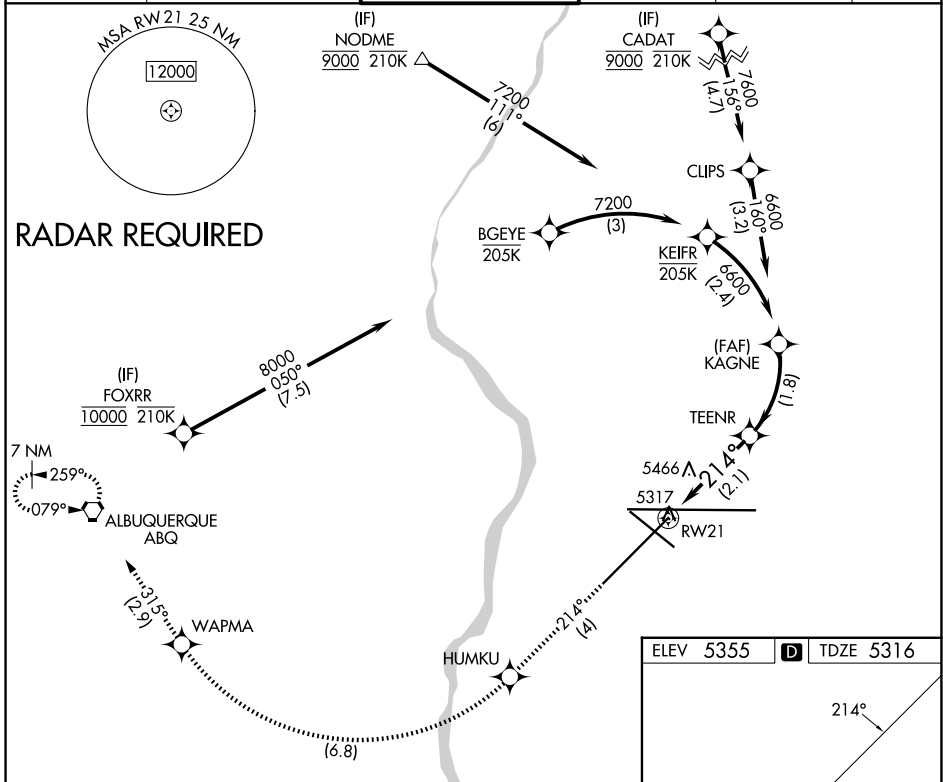 MSA RW21 25 NM
12000
(IF)
NODME
9000 210K
7200
111°
(6)
(IF)
CADAT
9000 210K
7600
156°
(4.7)
CLIPS
6600
160°
(3.2)
RADAR REQUIRED
BGEYE
205K
7200
(3)
KEIFR
205K
6600
(2.4)
(FAF)
KAGNE
(1.8)
TEENR
(IF)
FOXRR
10000 210K
8000
050°
(7.5)
7 NM
259°
079°
ALBUQUERQUE
ABQ
5466
214°
(2.1)
5317
RW21
315°
(2.9)
WAPMA
214°
(4)
HUMKU
(6.8)
ELEV 5355 D TDZE 5316
214°